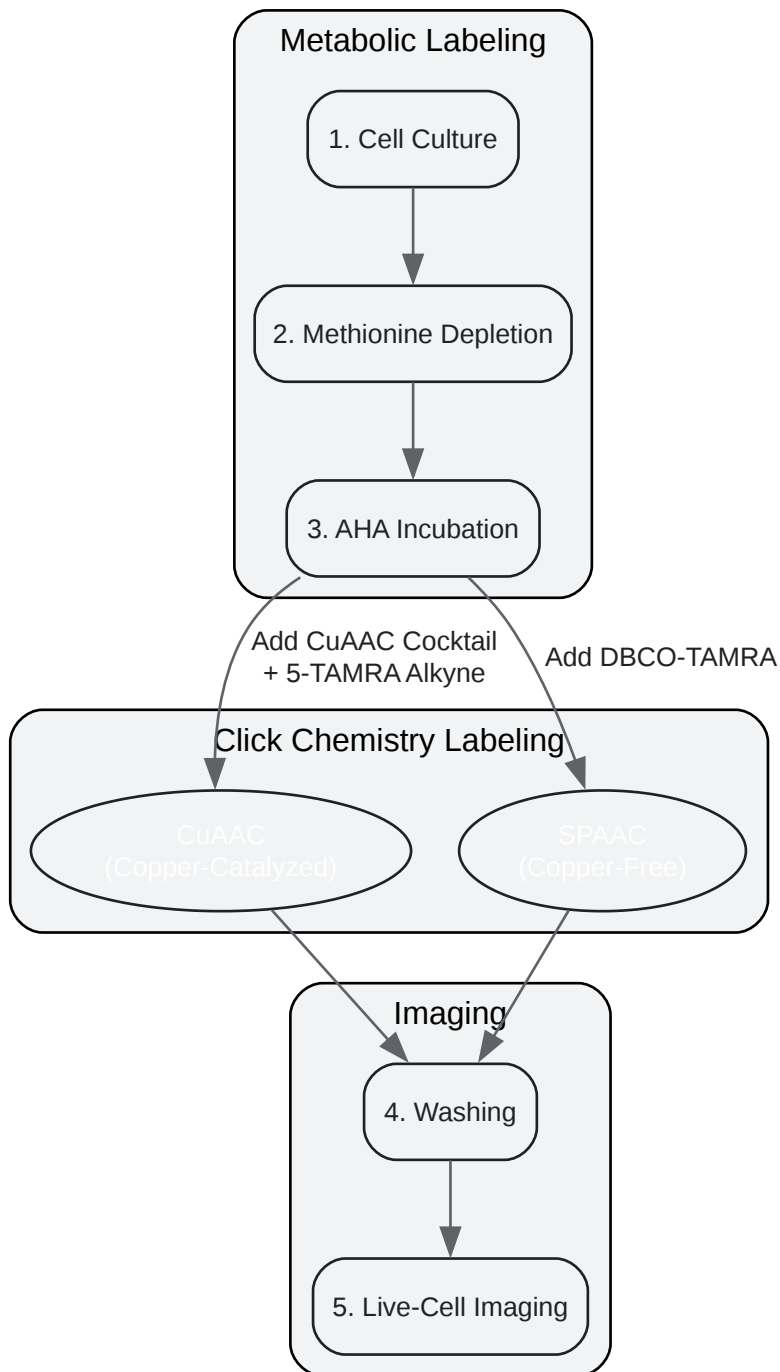 Metabolic Labeling
1. Cell Culture
2. Methionine Depletion
3. AHA Incubation
Add CuAAC Cocktail
+ 5-TAMRA Alkyne
Add DBCO-TAMRA
Click Chemistry Labeling
CuAAC
(Copper-Catalyzed)
SPAAC
(Copper-Free)
Imaging
4. Washing
5. Live-Cell Imaging